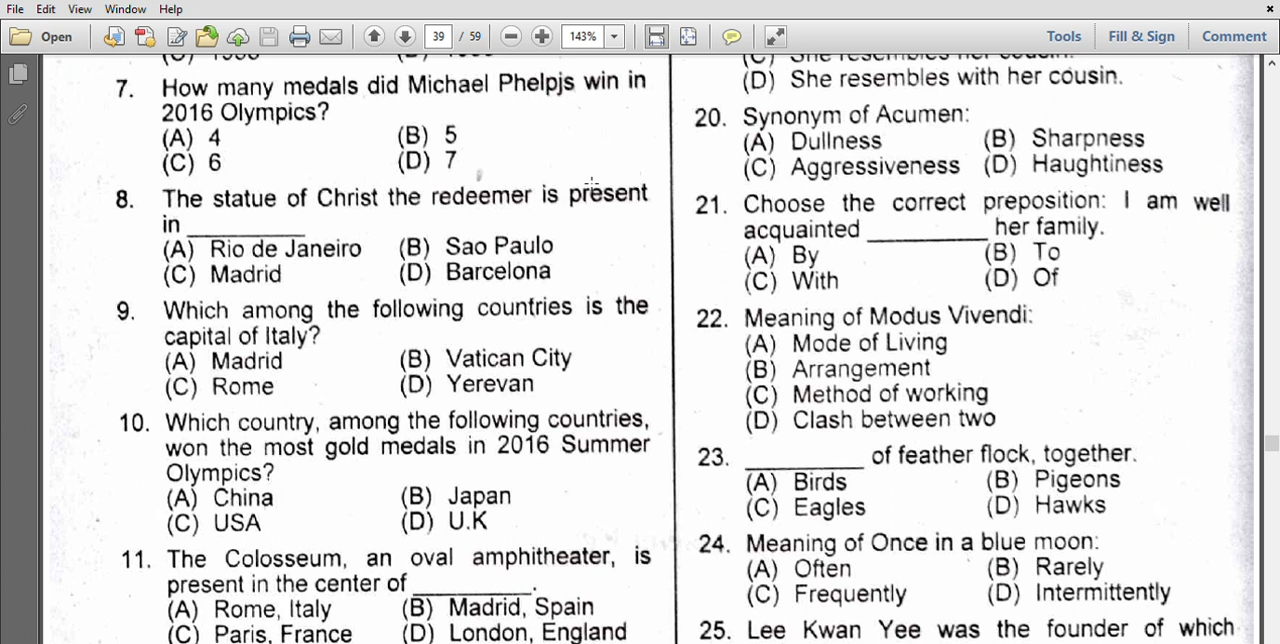 File Edit View Window Help
Open 39 / 59 143% Tools Fill & Sign Comment
7. How many medals did Michael Phelpjs win in
2016 Olympics?
(A) 4 (B) 5
(C) 6 (D) 7
8. The statue of Christ the redeemer is present
in __________
(A) Rio de Janeiro (B) Sao Paulo
(C) Madrid (D) Barcelona
9. Which among the following countries is the
capital of Italy?
(A) Madrid (B) Vatican City
(C) Rome (D) Yerevan
10. Which country, among the following countries,
won the most gold medals in 2016 Summer
Olympics?
(A) China (B) Japan
(C) USA (D) U.K
11. The Colosseum, an oval amphitheater, is
present in the center of __________.
(A) Rome, Italy (B) Madrid, Spain
(C) Paris, France (D) London, England
(C) She resembles her cousin.
(D) She resembles with her cousin.
20. Synonym of Acumen:
(A) Dullness (B) Sharpness
(C) Aggressiveness (D) Haughtiness
21. Choose the correct preposition: I am well
acquainted __________ her family.
(A) By (B) To
(C) With (D) Of
22. Meaning of Modus Vivendi:
(A) Mode of Living
(B) Arrangement
(C) Method of working
(D) Clash between two
23. __________ of feather flock, together.
(A) Birds (B) Pigeons
(C) Eagles (D) Hawks
24. Meaning of Once in a blue moon:
(A) Often (B) Rarely
(C) Frequently (D) Intermittently
25. Lee Kwan Yee was the founder of which